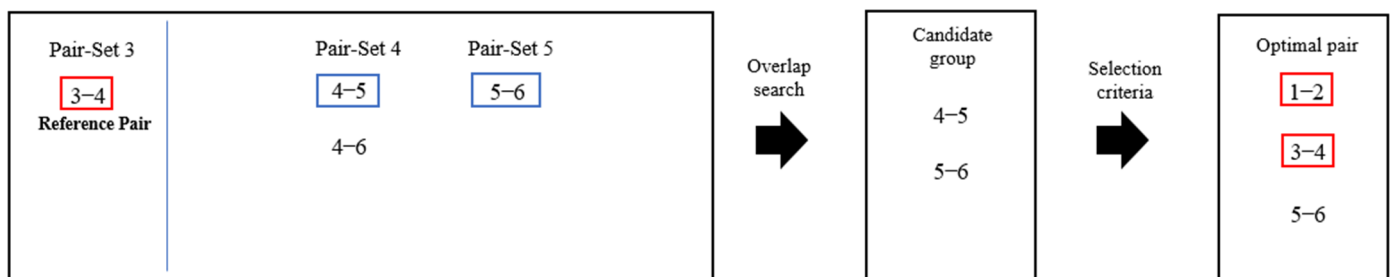 Pair-Set 3
3−4
Reference Pair
Pair-Set 4
4−5
4−6
Pair-Set 5
5−6
Overlap
search
Candidate
group
4−5
5−6
Selection
criteria
Optimal pair
1−2
3−4
5−6